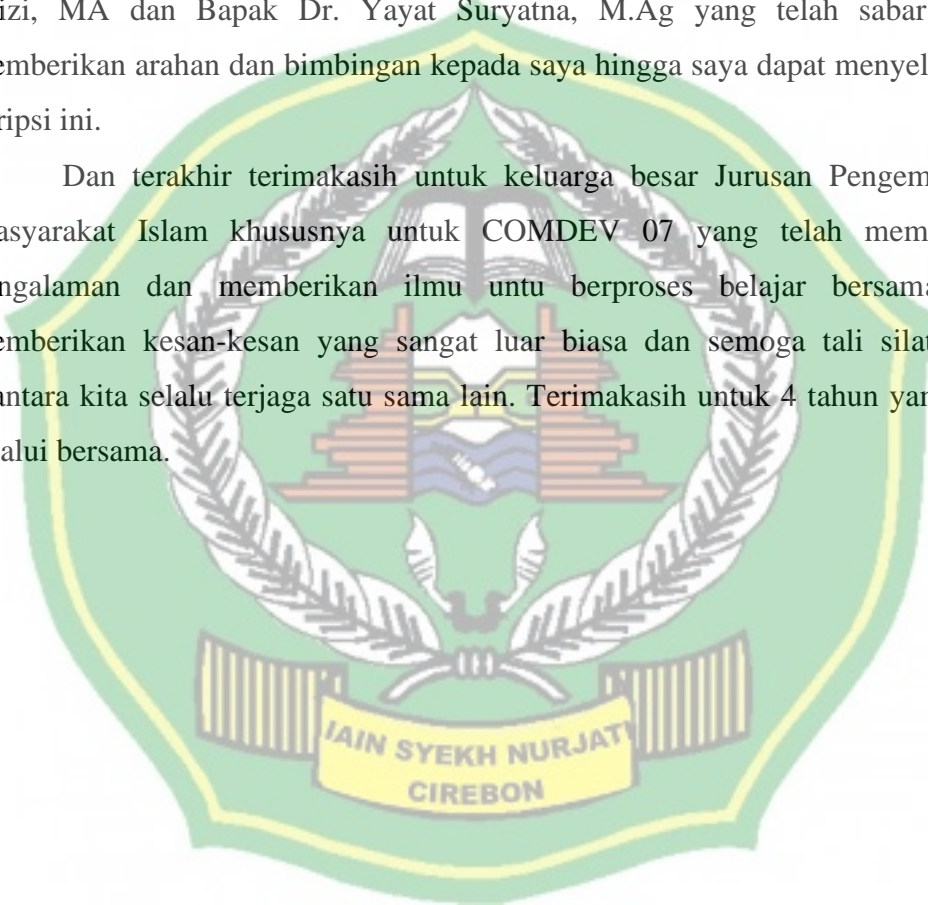 izi, MA dan Bapak Dr. Yayat Suryatna, M.Ag yang telah sabar
emberikan arahan dan bimbingan kepada saya hingga saya dapat menyel
ripsi ini.
Dan terakhir terimakasih untuk keluarga besar Jurusan Pengem
asyarakat Islam khususnya untuk COMDEV 07 yang telah mem
ngalaman dan memberikan ilmu untu berproses belajar bersama
emberikan kesan-kesan yang sangat luar biasa dan semoga tali silat
antara kita selalu terjaga satu sama lain. Terimakasih untuk 4 tahun yan
alui bersama.
IAIN SYEKH NURJATI
CIREBON